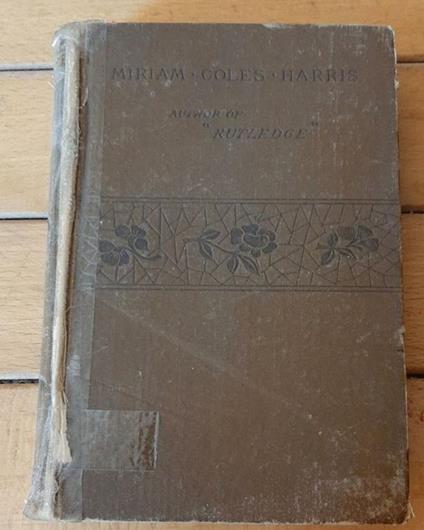 MIRIAM · COLES · HARRIS
AUTHOR OF
"RUTLEDGE"